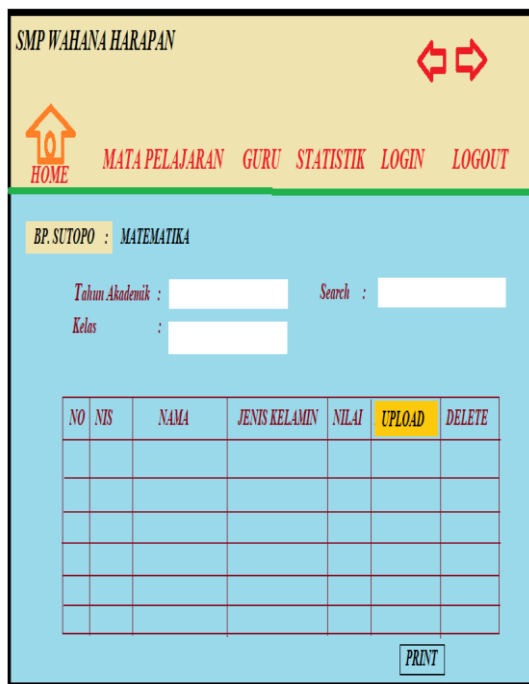 SMP WAHANA HARAPAN
HOME MATA PELAJARAN GURU STATISTIK LOGIN LOGOUT
BP. SUTOPO : MATEMATIKA
Tahun Akademik : Search :
Kelas :
NO NIS NAMA JENIS KELAMIN NILAI UPLOAD DELETE
PRINT